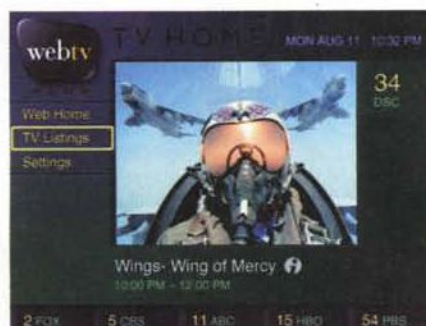 webtv
TV HOME
MON AUG 11 10:32 PM
34
DSC
Web Home
TV Listings
Settings
Wings- Wing of Mercy
10:00 PM – 12:00 PM
2 FOX 5 CBS 11 ABC 15 HBO 54 PBS